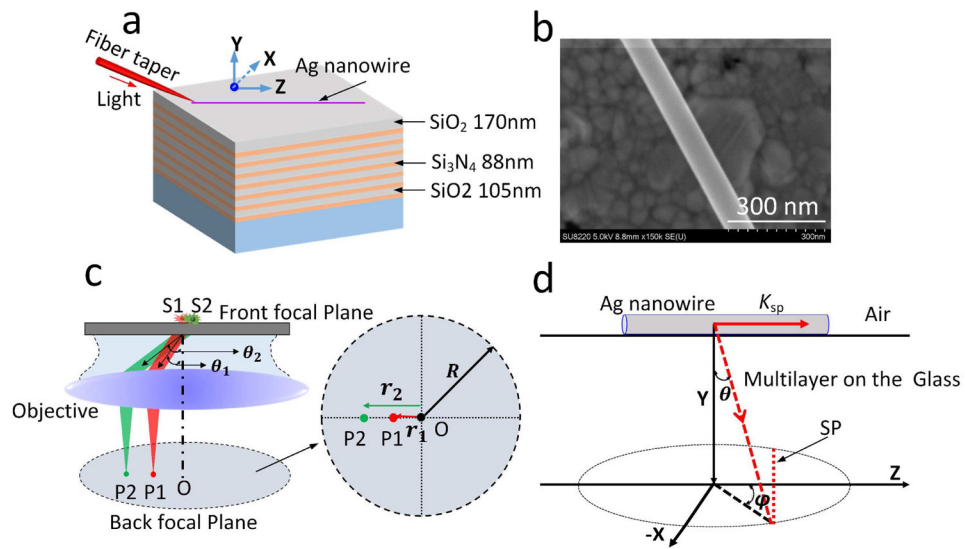 a
Fiber taper
Light
Y
X
Z
Ag nanowire
SiO₂ 170nm
Si₃N₄ 88nm
SiO2 105nm
b
300 nm
SU8220 5.0kV 8.8mm x150k SE(U)
300nm
c
S1 S2
Front focal Plane
θ₂
θ₁
Objective
P2 P1 O
Back focal Plane
R
r₂
r₁
P2 P1 O
d
Ag nanowire
Ksp
Air
Multilayer on the Glass
θ
Y
SP
Z
φ
-X